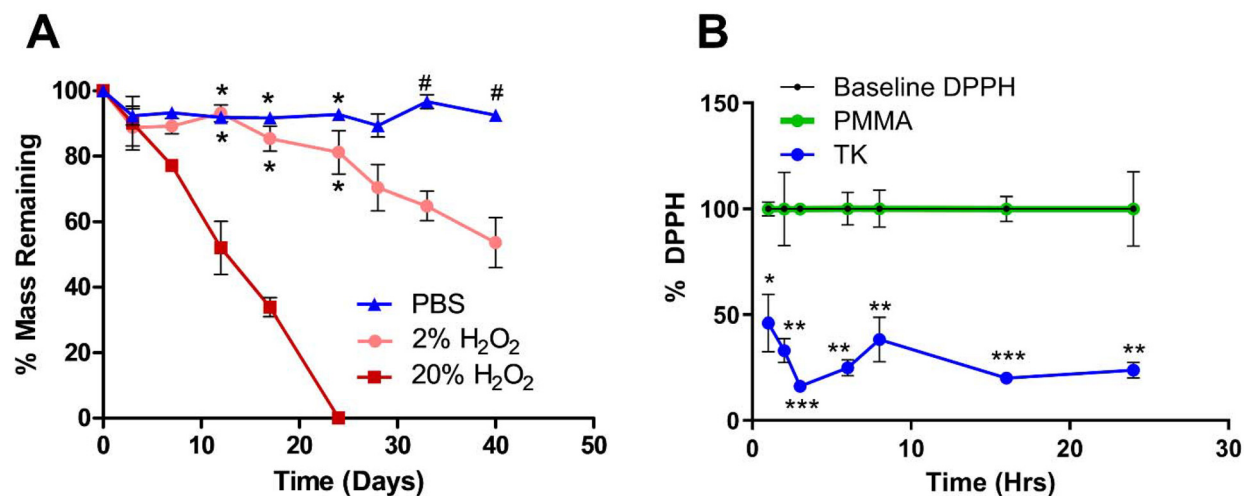 A
% Mass Remaining
100
80
60
40
20
0
* * * # #
* * *
PBS
2% H₂O₂
20% H₂O₂
0 10 20 30 40 50
Time (Days)
B
% DPPH
150
100
50
0
Baseline DPPH
PMMA
TK
* ** *** ** ** *** **
0 10 20 30
Time (Hrs)